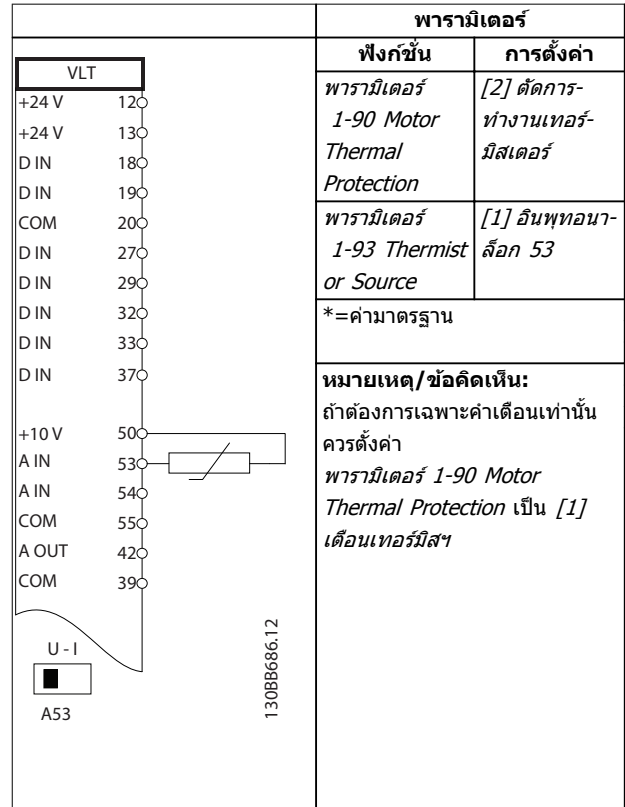 พารามิเตอร์
ฟังก์ชั่น การตั้งค่า
VLT
+24 V 12
+24 V 13
D IN 18
D IN 19
COM 20
D IN 27
D IN 29
D IN 32
D IN 33
D IN 37
+10 V 50
A IN 53
A IN 54
COM 55
A OUT 42
COM 39
U - I
A53
130BB686.12
พารามิเตอร์
1-90 Motor
Thermal
Protection
[2] ตัดการ-
ทำงานเทอร์-
มิสเตอร์
พารามิเตอร์
1-93 Thermist
or Source
[1] อินพุทอนา-
ล็อก 53
*=ค่ามาตรฐาน
หมายเหตุ/ข้อคิดเห็น:
ถ้าต้องการเฉพาะคำเตือนเท่านั้น
ควรตั้งค่า
พารามิเตอร์ 1-90 Motor
Thermal Protection เป็น [1]
เตือนเทอร์มิสฯ